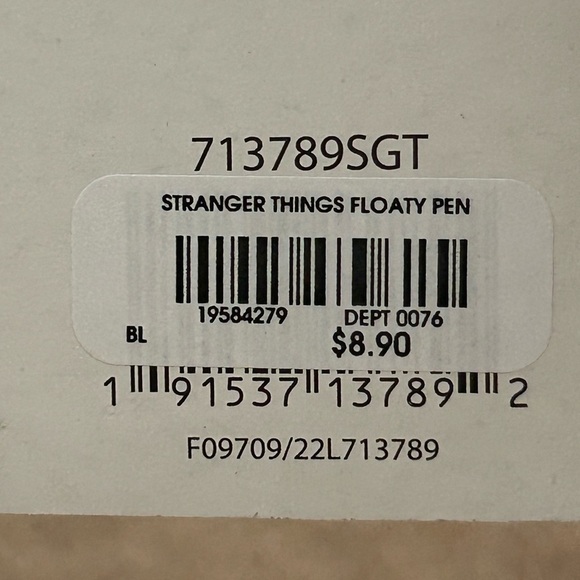 713789SGT
STRANGER THINGS FLOATY PEN
19584279 DEPT 0076
BL $8.90
1 91537 13789 2
F09709/22L713789